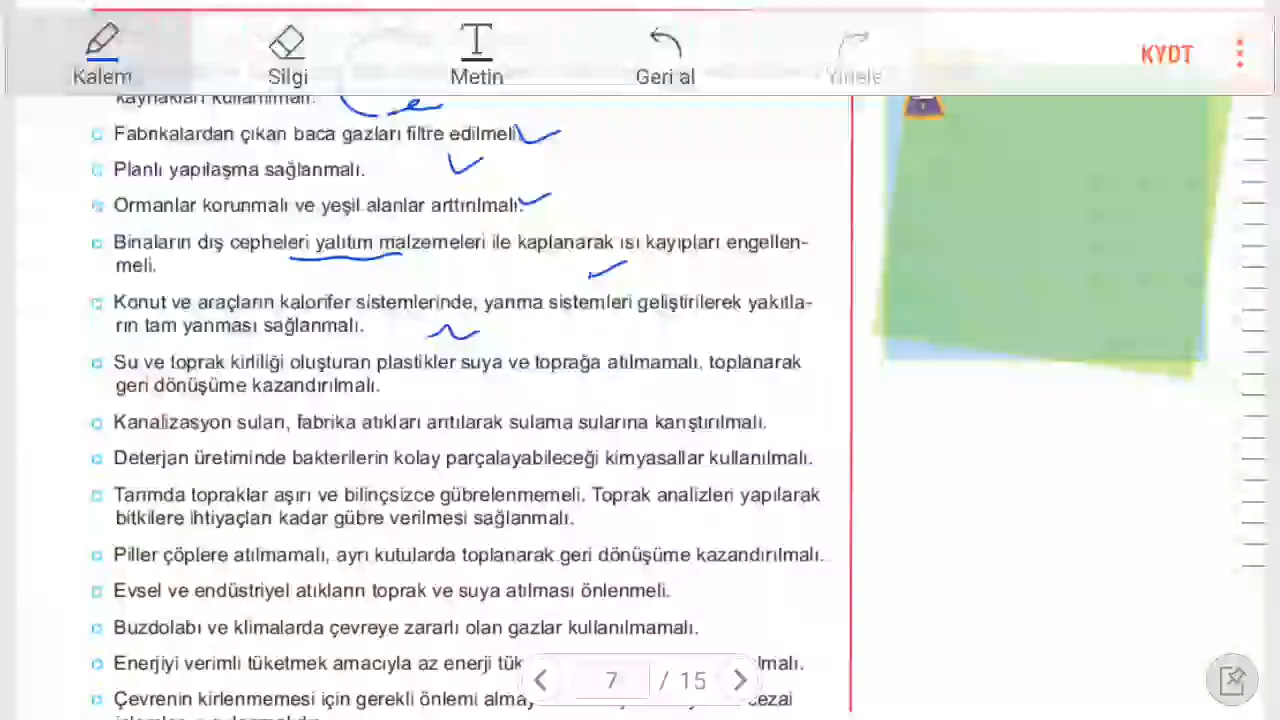 Kalem
Silgi
Metin
Geri al
Yinele
KYDT
kaynakları kullanılmalı.
Fabrikalardan çıkan baca gazları filtre edilmeli
Planlı yapılaşma sağlanmalı.
Ormanlar korunmalı ve yeşil alanlar arttırılmalı.
Binaların dış cepheleri yalıtım malzemeleri ile kaplanarak ısı kayıpları engellen-
meli.
Konut ve araçların kalorifer sistemlerinde, yanma sistemleri geliştirilerek yakıtla-
rın tam yanması sağlanmalı.
Su ve toprak kirliliği oluşturan plastikler suya ve toprağa atılmamalı, toplanarak
geri dönüşüme kazandırılmalı.
Kanalizasyon suları, fabrika atıkları arıtılarak sulama sularına karıştırılmalı.
Deterjan üretiminde bakterilerin kolay parçalayabileceği kimyasallar kullanılmalı.
Tarımda topraklar aşırı ve bilinçsizce gübrelenmemeli. Toprak analizleri yapılarak
bitkilere ihtiyaçları kadar gübre verilmesi sağlanmalı.
Piller çöplere atılmamalı, ayrı kutularda toplanarak geri dönüşüme kazandırılmalı.
Evsel ve endüstriyel atıkların toprak ve suya atılması önlenmeli.
Buzdolabı ve klimalarda çevreye zararlı olan gazlar kullanılmamalı.
Enerjiyi verimli tüketmek amacıyla az enerji
7 / 15
Çevrenin kirlenmemesi için gerekli önlemi cezai